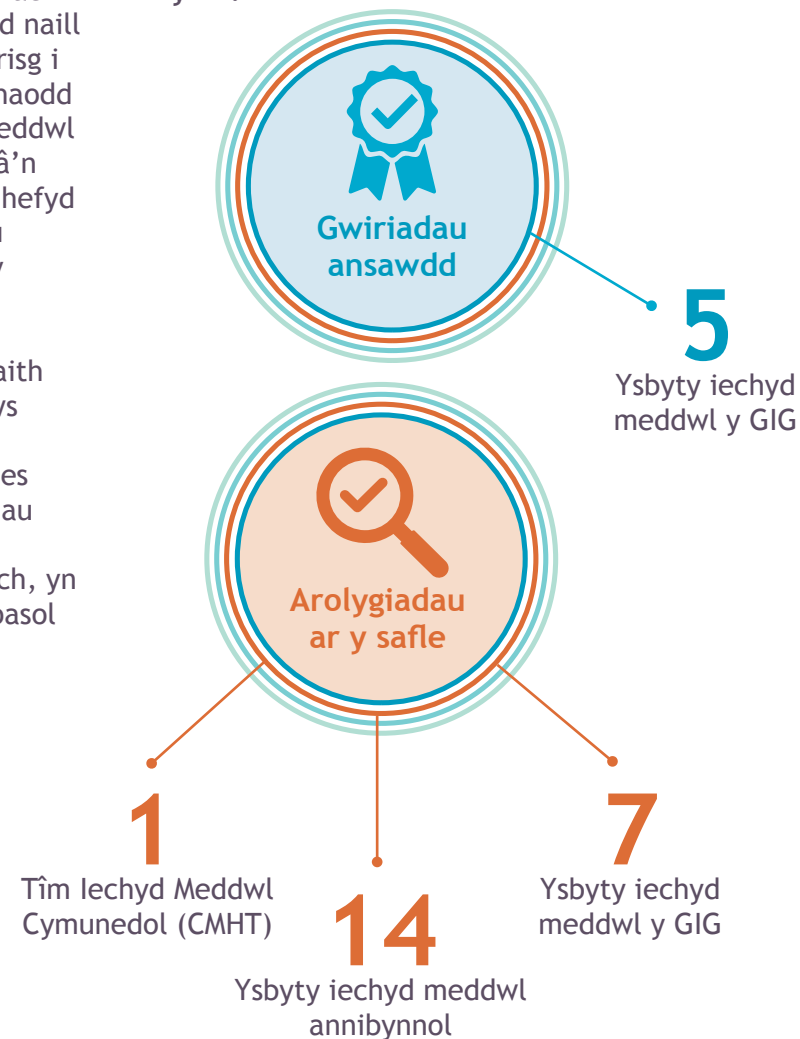 d naill
risg i
naodd
eddwl
â'n
hefyd
u
y
aith
ys
es
au
ch, yn
basol
Gwiriadau
ansawdd
5
Ysbyty iechyd
meddwl y GIG
Arolygiadau
ar y safle
1
Tîm Iechyd Meddwl
Cymunedol (CMHT)
14
Ysbyty iechyd meddwl
annibynnol
7
Ysbyty iechyd
meddwl y GIG